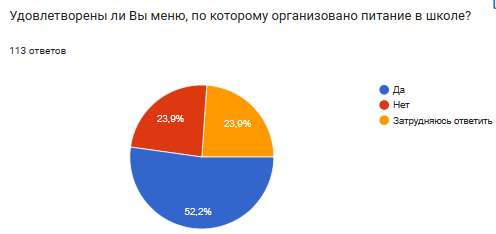 Удовлетворены ли Вы меню, по которому организовано питание в школе?
113 ответов
Да
Нет
Затрудняюсь ответить
23,9%
23,9%
52,2%